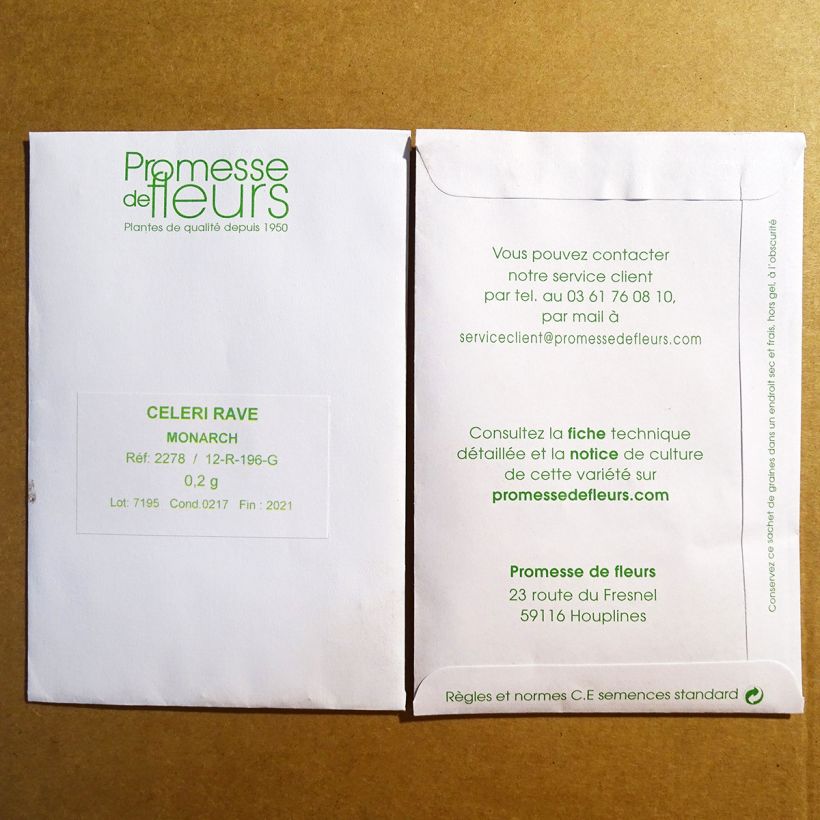 Promesse
de fleurs
Plantes de qualité depuis 1950
CELERI RAVE
MONARCH
Réf: 2278 / 12-R-196-G
0,2 g
Lot: 7195 Cond.0217 Fin : 2021
Vous pouvez contacter
notre service client
par tel. au 03 61 76 08 10,
par mail à
serviceclient@promessedefleurs.com
Consultez la fiche technique
détaillée et la notice de culture
de cette variété sur
promessedefleurs.com
Promesse de fleurs
23 route du Fresnel
59116 Houplines
Règles et normes C.E semences standard
Conservez ce sachet de graines dans un endroit sec et frais, hors gel, à l'obscurité